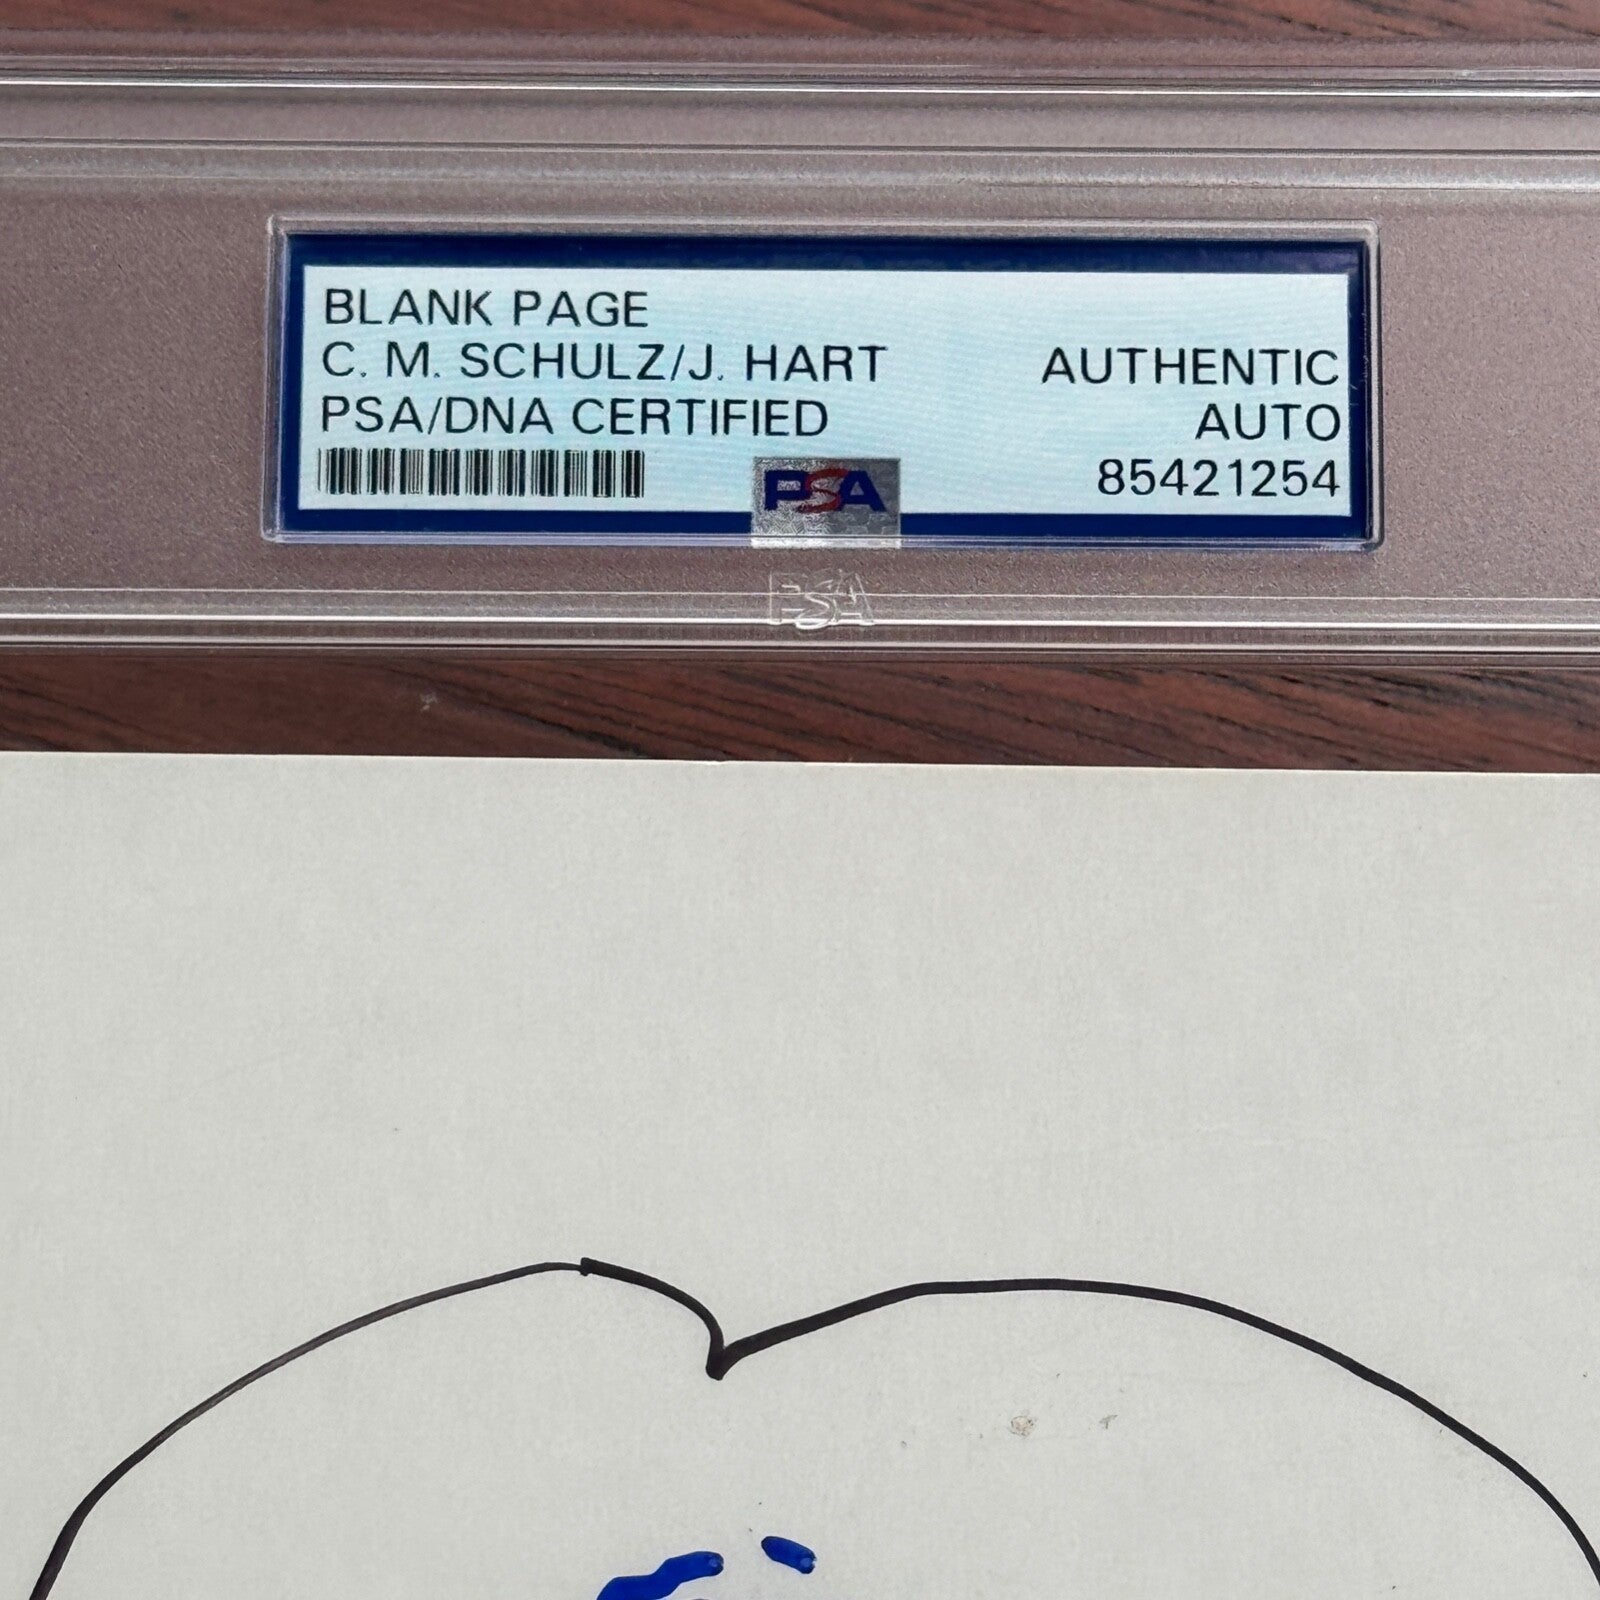 BLANK PAGE
C. M. SCHULZ/J. HART
PSA/DNA CERTIFIED
AUTHENTIC
AUTO
85421254
PSA
PSA